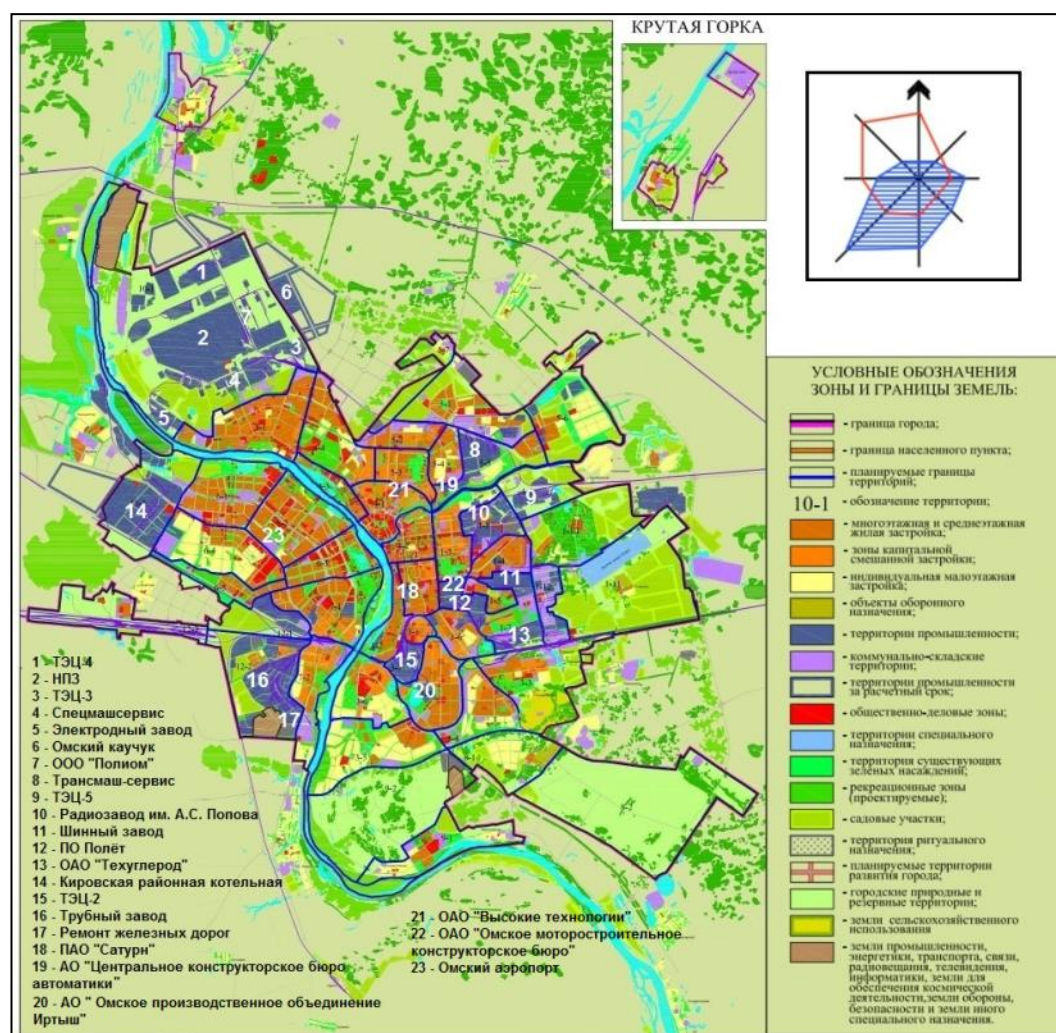 КРУТАЯ ГОРКА
1
6
7
2
3
4
5
8
19
21
9
10
14
23
11
22
18
12
13
15
20
16
17
УСЛОВНЫЕ ОБОЗНАЧЕНИЯ
ЗОНЫ И ГРАНИЦЫ ЗЕМЕЛЬ:
- граница города;
- граница населенного пункта;
- планируемые границы
территорий;
10-1 - обозначение территории;
- многоэтажная и среднеэтажная
жилая застройка;
- зоны капитальной
смешанной застройки;
- индивидуальная малоэтажная
застройка;
- объекты оборонного
назначения;
- территории промышленности;
- коммунально-складские
территории;
- территории промышленности
за расчетный срок;
- общественно-деловые зоны;
- территории специального
назначения;
- территория существующих
зеленых насаждений;
- рекреационные зоны
(проектируемые);
- садовые участки;
- территория ритуального
назначения;
- планируемые территории
развития города;
- городские природные и
резервные территории;
- земли сельскохозяйственного
использования
- земли промышленности,
энергетики, транспорта, связи,
радиовещания, телевидения,
информатики, земли для
обеспечения космической
деятельности,земли обороны,
безопасности и земли иного
специального назначения.
1 - ТЭЦ-4
2 - НПЗ
3 - ТЭЦ-3
4 - Спецмашсервис
5 - Электродный завод
6 - Омский каучук
7 - ООО "Полиом"
8 - Трансмаш-сервис
9 - ТЭЦ-5
10 - Радиозавод им. А.С. Попова
11 - Шинный завод
12 - ПО Полёт
13 - ОАО "Техуглерод"
14 - Кировская районная котельная
15 - ТЭЦ-2
16 - Трубный завод
17 - Ремонт железных дорог
18 - ПАО "Сатурн"
19 - АО "Центральное конструкторское бюро
автоматики"
20 - АО " Омское производственное объединение
Иртыш"
21 - ОАО "Высокие технологии"
22 - ОАО "Омское моторостроительное
конструкторское бюро"
23 - Омский аэропорт